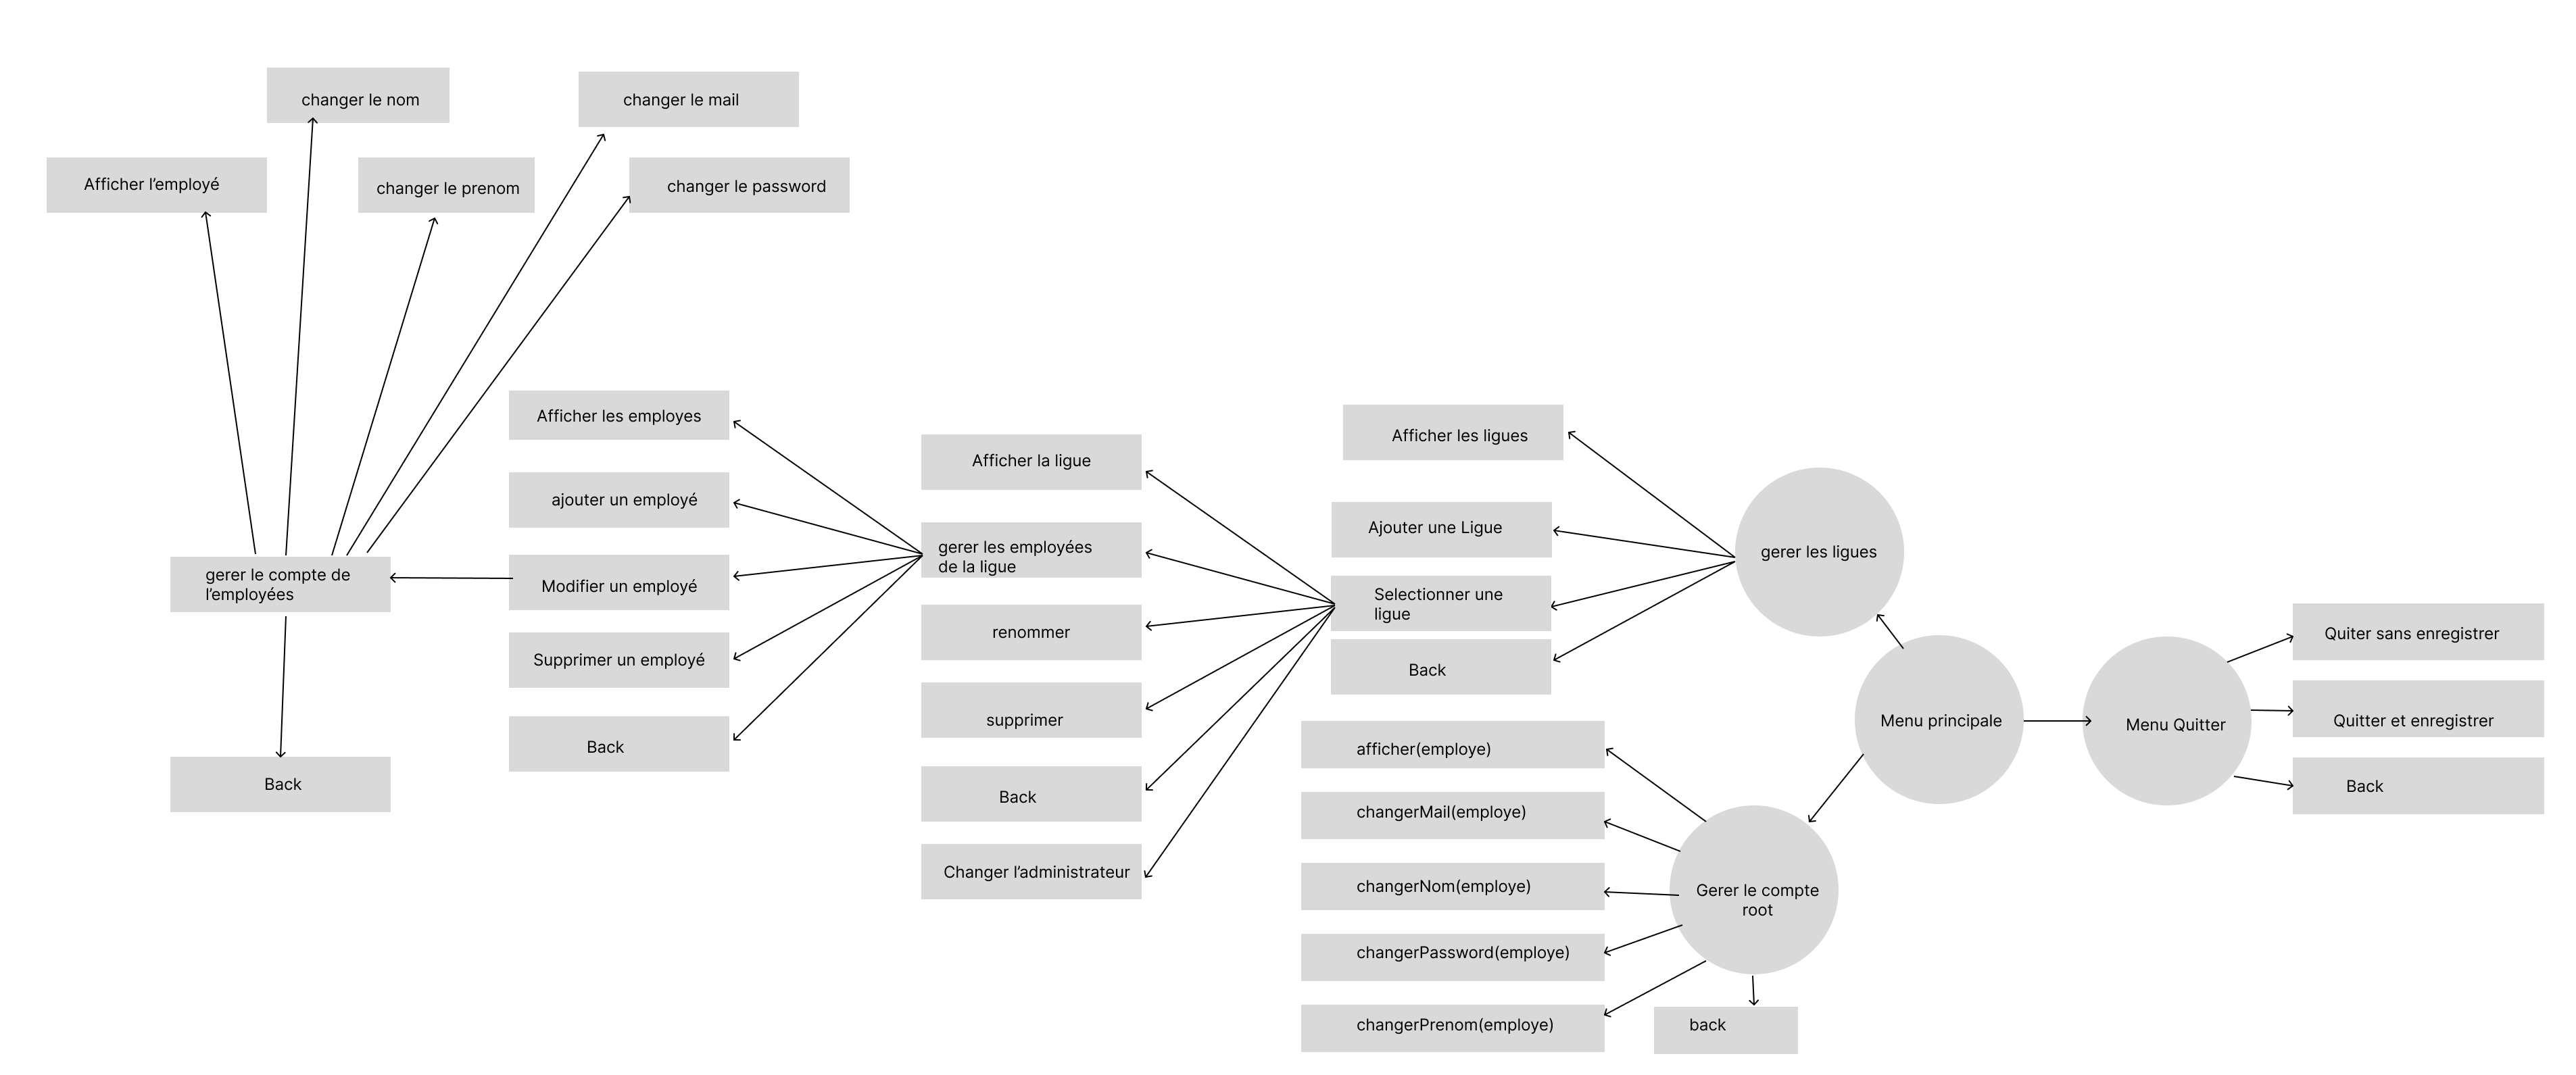 changer le nom
changer le mail
Afficher l’employé
changer le prenom
changer le password
Afficher les employes
ajouter un employé
gerer le compte de
l’employées
Modifier un employé
Supprimer un employé
Back
Back
Afficher la ligue
gerer les employées
de la ligue
renommer
supprimer
Back
Changer l’administrateur
Afficher les ligues
Ajouter une Ligue
Selectionner une
ligue
Back
gerer les ligues
afficher(employe)
changerMail(employe)
changerNom(employe)
changerPassword(employe)
changerPrenom(employe)
Gerer le compte
root
back
Menu principale
Menu Quitter
Quiter sans enregistrer
Quitter et enregistrer
Back